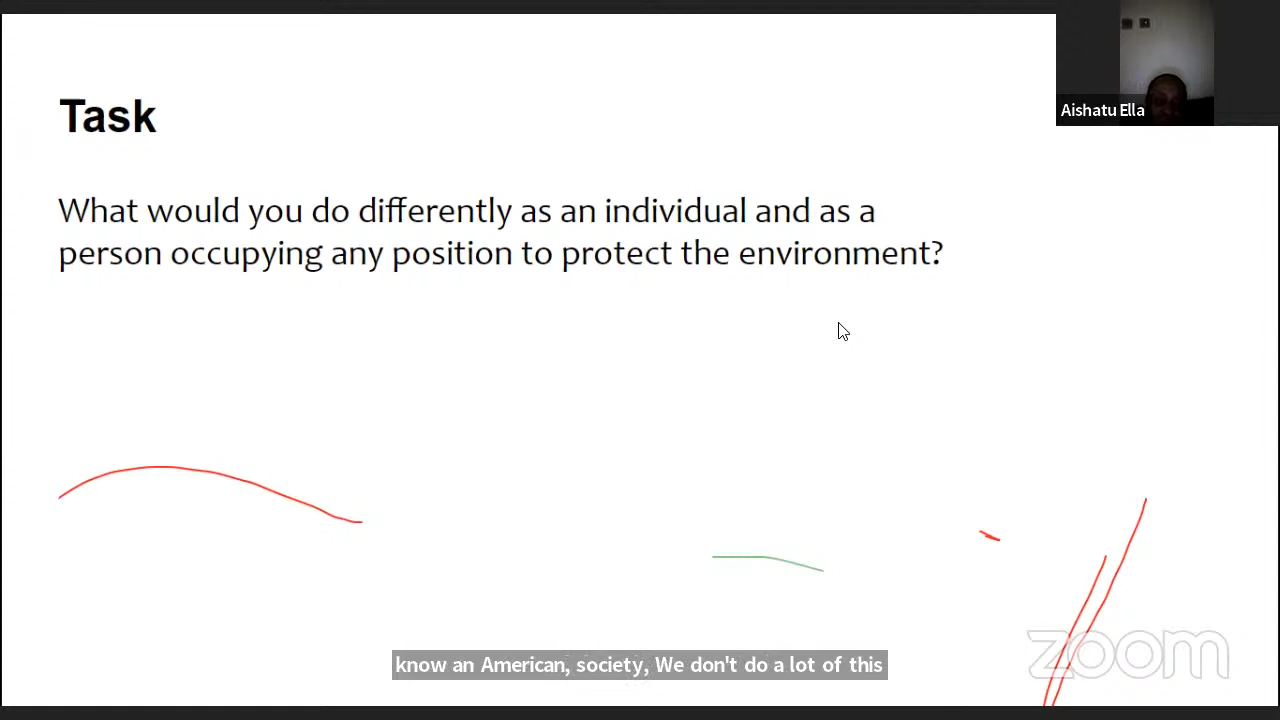 Aishatu Ella
Task
What would you do differently as an individual and as a
person occupying any position to protect the environment?
zoom
know an American, society, We don't do a lot of this